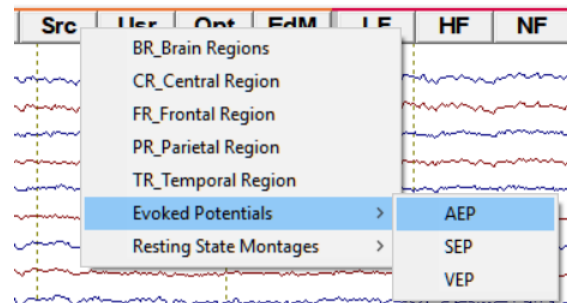 Src Usr Opt EdM LF HF NF
BR_Brain Regions
CR_Central Region
FR_Frontal Region
PR_Parietal Region
TR_Temporal Region
Evoked Potentials >
AEP
Resting State Montages >
SEP
VEP